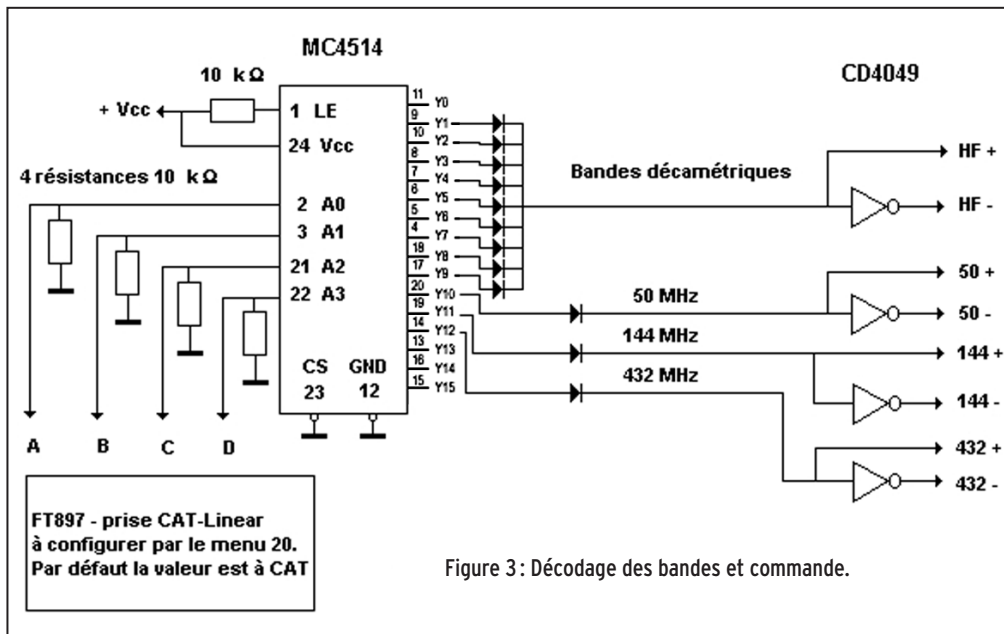 MC4514
CD4049
10 k Ω
+ Vcc
1 LE
24 Vcc
4 résistances 10 k Ω
2 A0
3 A1
21 A2
22 A3
CS
23
GND
12
11 Y0
9 Y1
10 Y2
8 Y3
7 Y4
6 Y5
5 Y6
4 Y7
18 Y8
17 Y9
20 Y10
19 Y11
14 Y12
13 Y13
16 Y14
15 Y15
Bandes décamétriques
50 MHz
144 MHz
432 MHz
HF +
HF -
50 +
50 -
144 +
144 -
432 +
432 -
A B C D
FT897 - prise CAT-Linear
à configurer par le menu 20.
Par défaut la valeur est à CAT
Figure 3 : Décodage des bandes et commande.